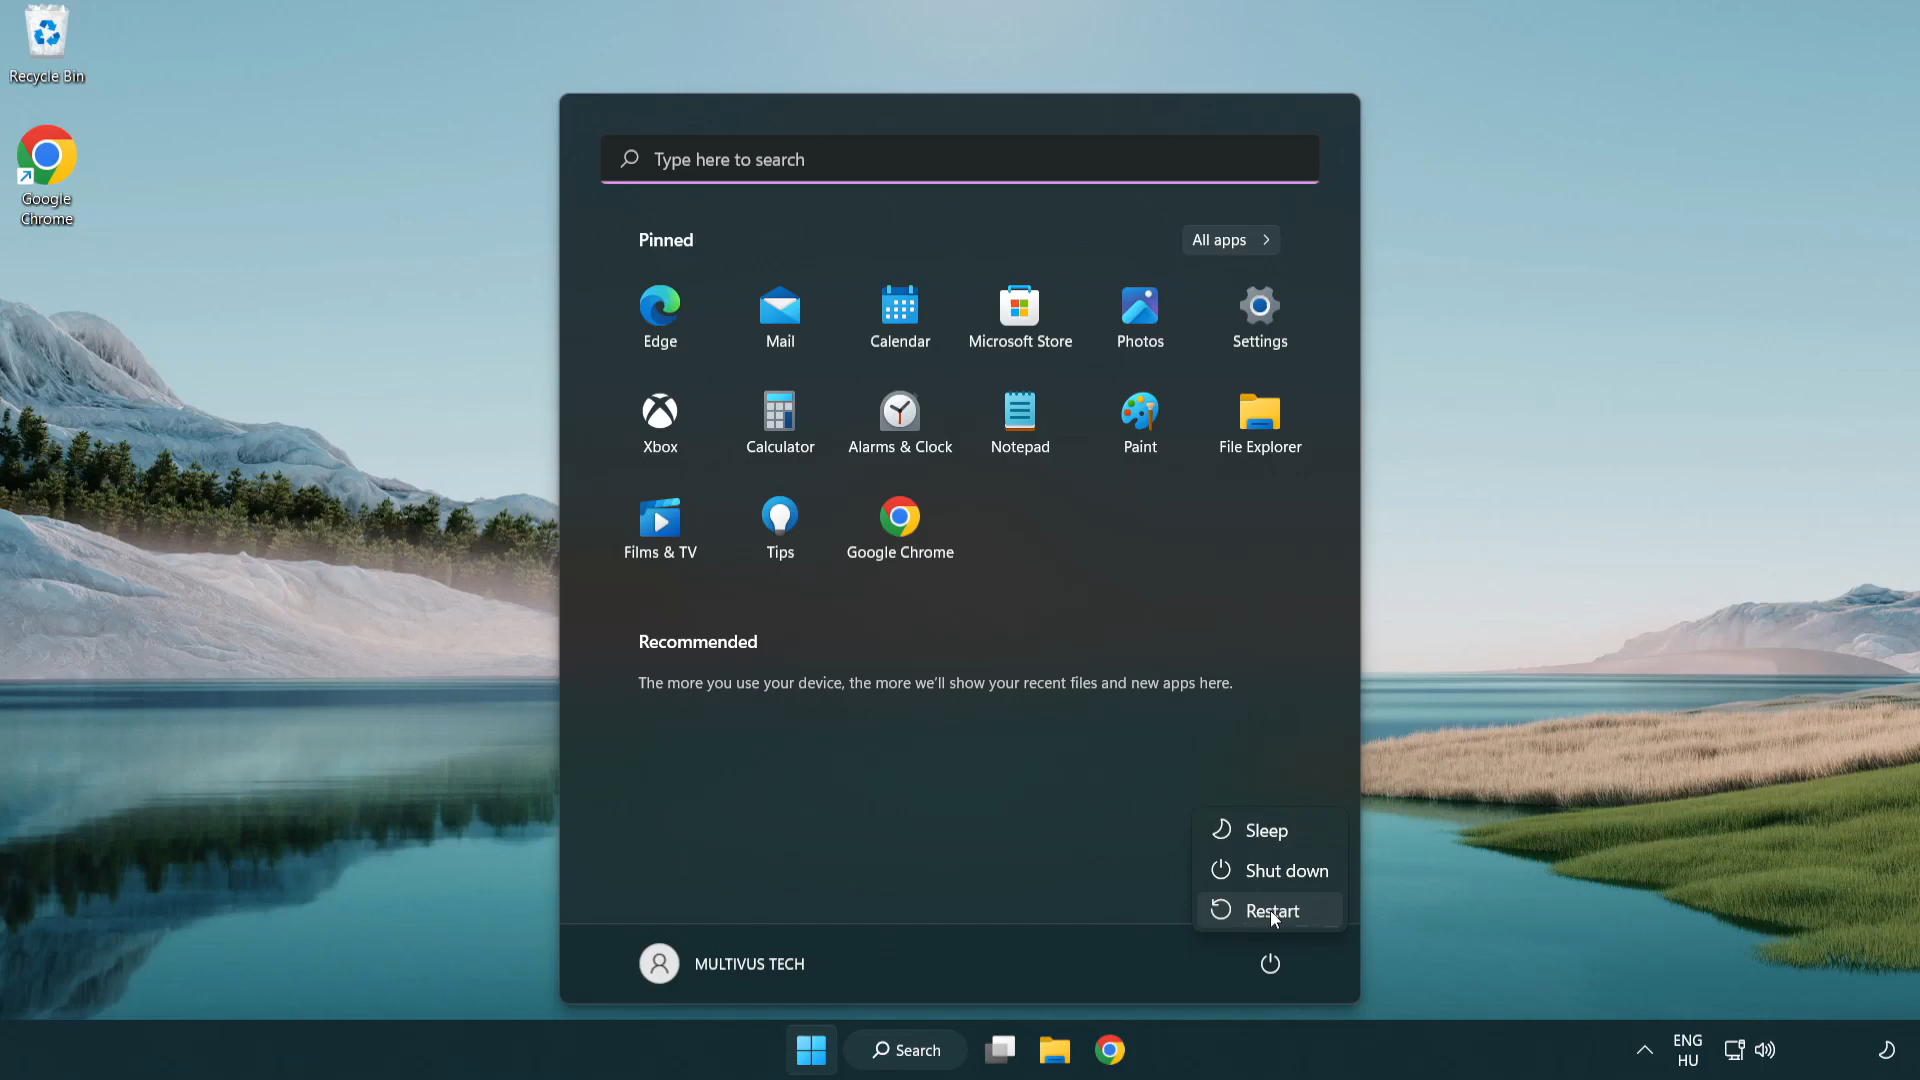 Recycle Bin
Google
Chrome
Type here to search
Pinned
All apps
Edge
Mail
Calendar
Microsoft Store
Photos
Settings
Xbox
Calculator
Alarms & Clock
Notepad
Paint
File Explorer
Films & TV
Tips
Google Chrome
Recommended
The more you use your device, the more we'll show your recent files and new apps here.
Sleep
Shut down
Restart
MULTIVUS TECH
Search
ENG
HU